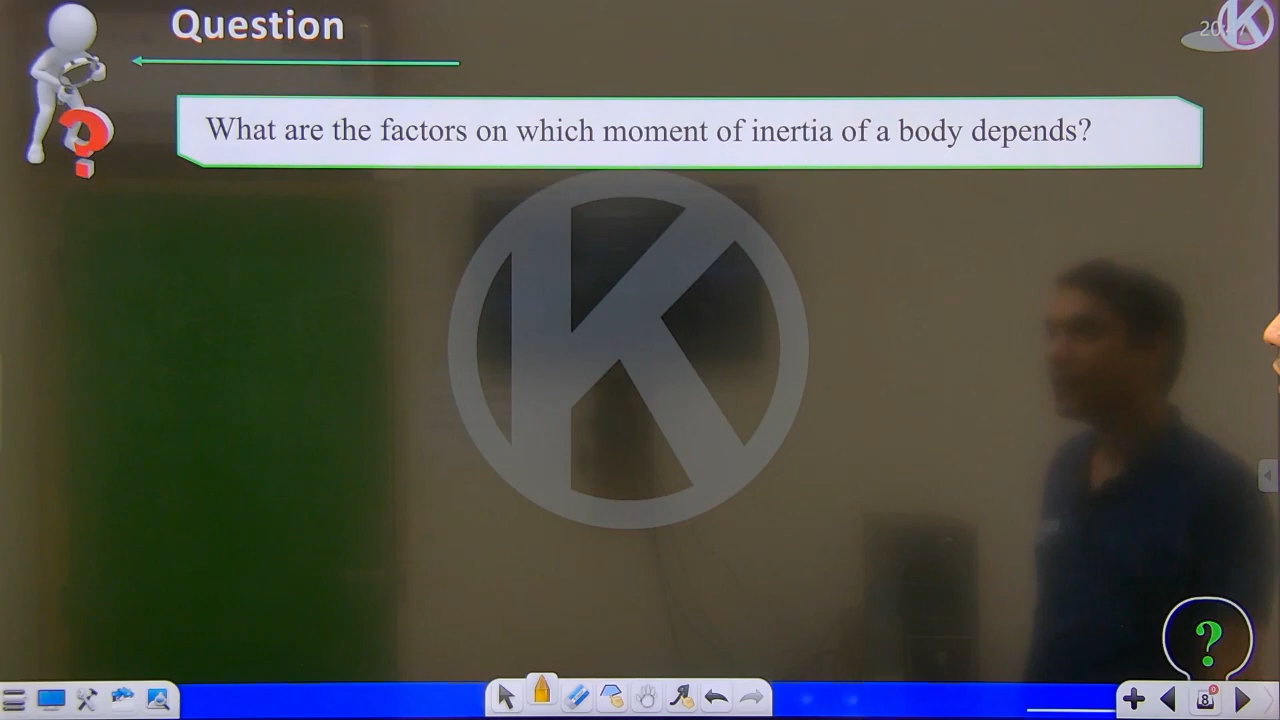 Question
What are the factors on which moment of inertia of a body depends?